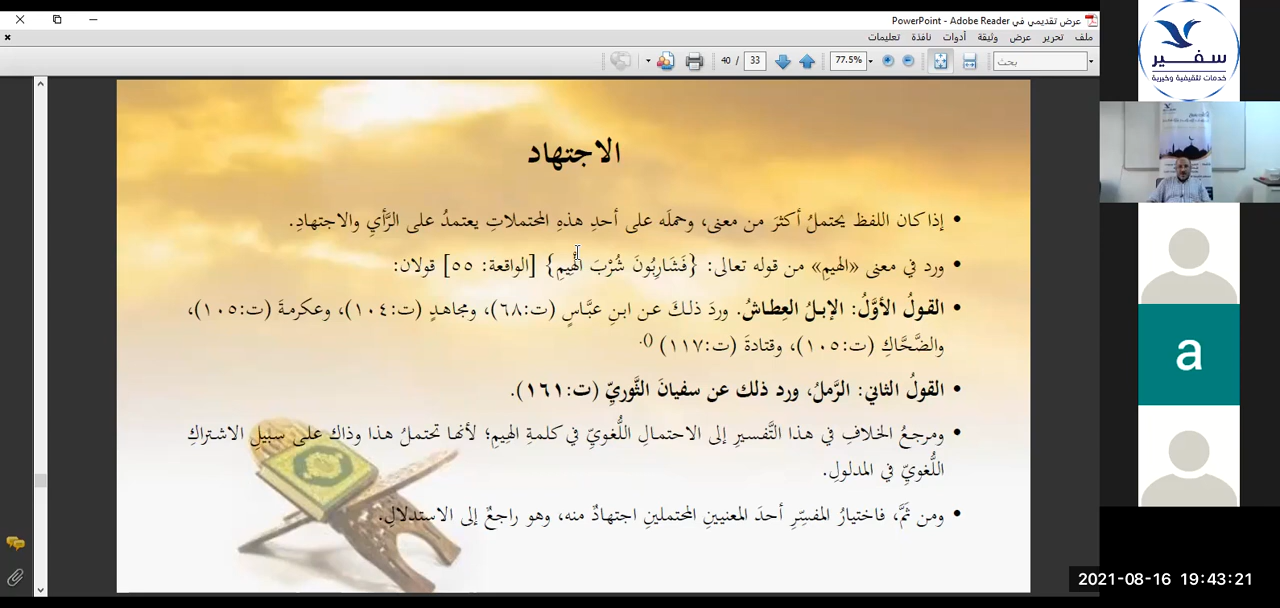 عرض تقديمي في PowerPoint - Adobe Reader
ملف تحرير عرض وثيقة أدوات نافذة تعليمات
بحث
77.5%
33 / 40
الاجتهاد
• إذا كان اللفظ يحتملُ أكثرَ من معنى، وحملَه على أحدِ هذهِ المحتملاتِ يعتمدُ على الرَّأيِ والاجتهادِ.
• ورد في معنى «الهيمِ» من قوله تعالى: {فَشَارِبُونَ شُرْبَ الْهِيمِ} [الواقعة: ٥٥] قولان:
• القولُ الأوَّلُ: الإبلُ العِطاشُ. وردَ ذلكَ عن ابنِ عبَّاسٍ (ت:٦٨)، ومجاهدٍ (ت:١٠٤)، وعكرمةَ (ت:١٠٥)،
والضَّحَّاكِ (ت:١٠٥)، وقتادةَ (ت:١١٧) ().
• القولُ الثاني: الرَّملُ، ورد ذلك عن سفيانَ الثَّوريِّ (ت:١٦١).
• ومرجعُ الخلافِ في هذا التَّفسيرِ إلى الاحتمالِ اللُّغويِّ في كلمةِ الهِيمِ؛ لأنها تحتملُ هذا وذاك على سبيلِ الاشتراكِ
اللُّغويِّ في المدلولِ.
• ومن ثَمَّ، فاختيارُ المفسِّرِ أحدَ المعنيينِ المحتملينِ اجتهادٌ منه، وهو راجعٌ إلى الاستدلالِ.
سفير
خدمات تثقيفية وخيرية
a
2021-08-16 19:43:21